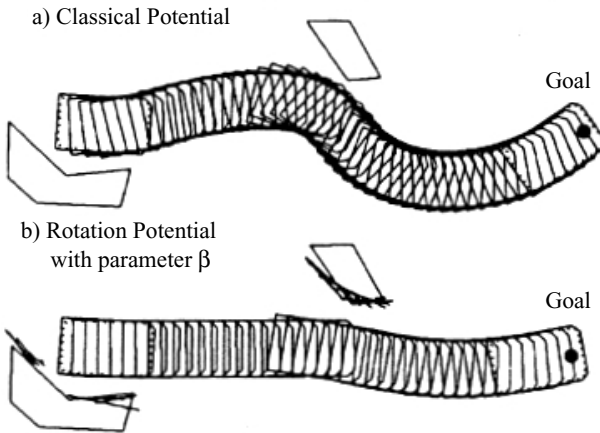 a) Classical Potential
Goal
b) Rotation Potential
with parameter β
Goal